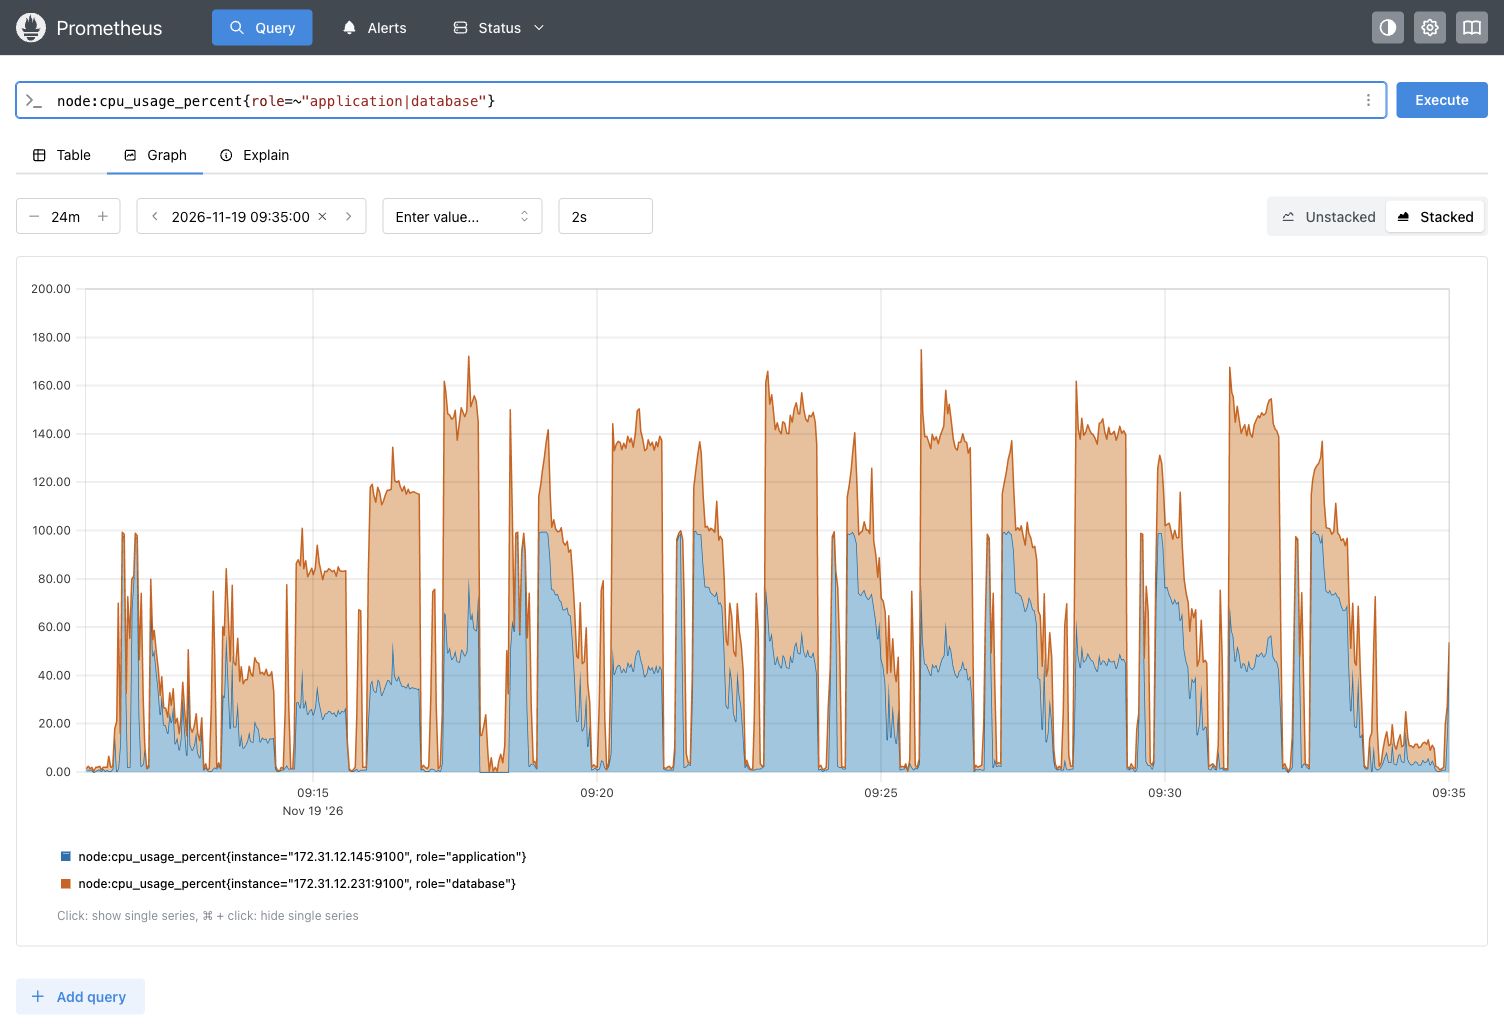 Prometheus
Query
Alerts
Status
>_ node:cpu_usage_percent{role=~"application|database"}
Execute
Table
Graph
Explain
24m
2026-11-19 09:35:00
Enter value...
2s
Unstacked
Stacked
200.00
180.00
160.00
140.00
120.00
100.00
80.00
60.00
40.00
20.00
0.00
09:15
09:20
09:25
09:30
09:35
Nov 19 '26
node:cpu_usage_percent{instance="172.31.12.145:9100", role="application"}
node:cpu_usage_percent{instance="172.31.12.231:9100", role="database"}
Click: show single series, ⌘ + click: hide single series
Add query